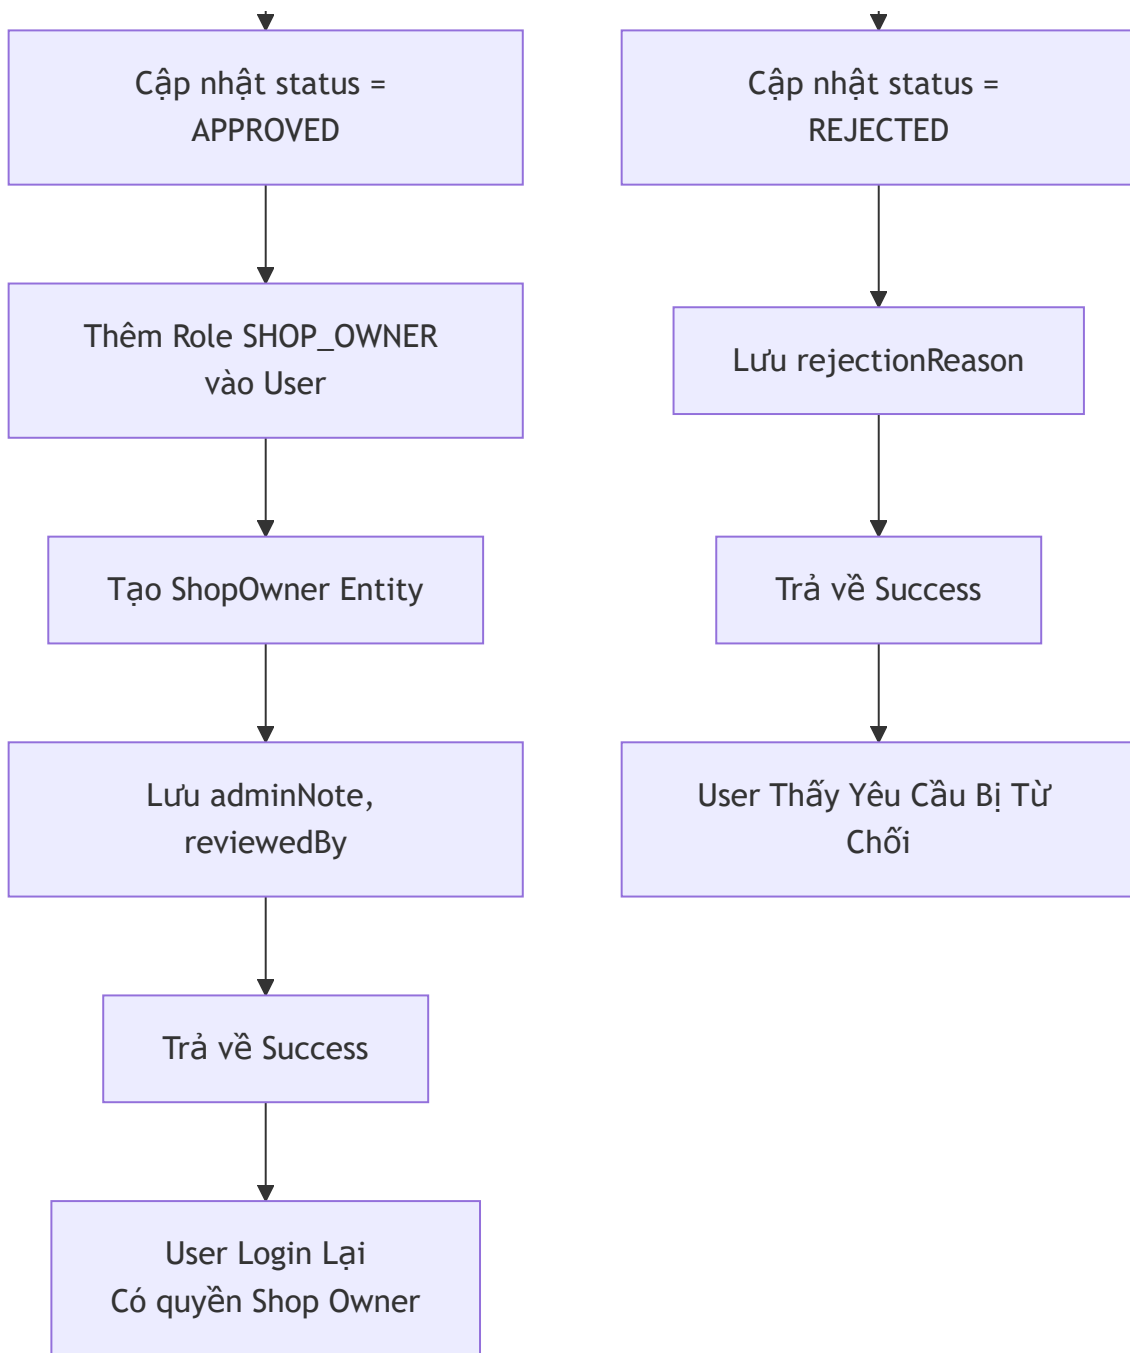 Cập nhật status =
APPROVED
Thêm Role SHOP_OWNER
vào User
Tạo ShopOwner Entity
Lưu adminNote,
reviewedBy
Trả về Success
User Login Lại
Có quyền Shop Owner
Cập nhật status =
REJECTED
Lưu rejectionReason
Trả về Success
User Thấy Yêu Cầu Bị Từ
Chối